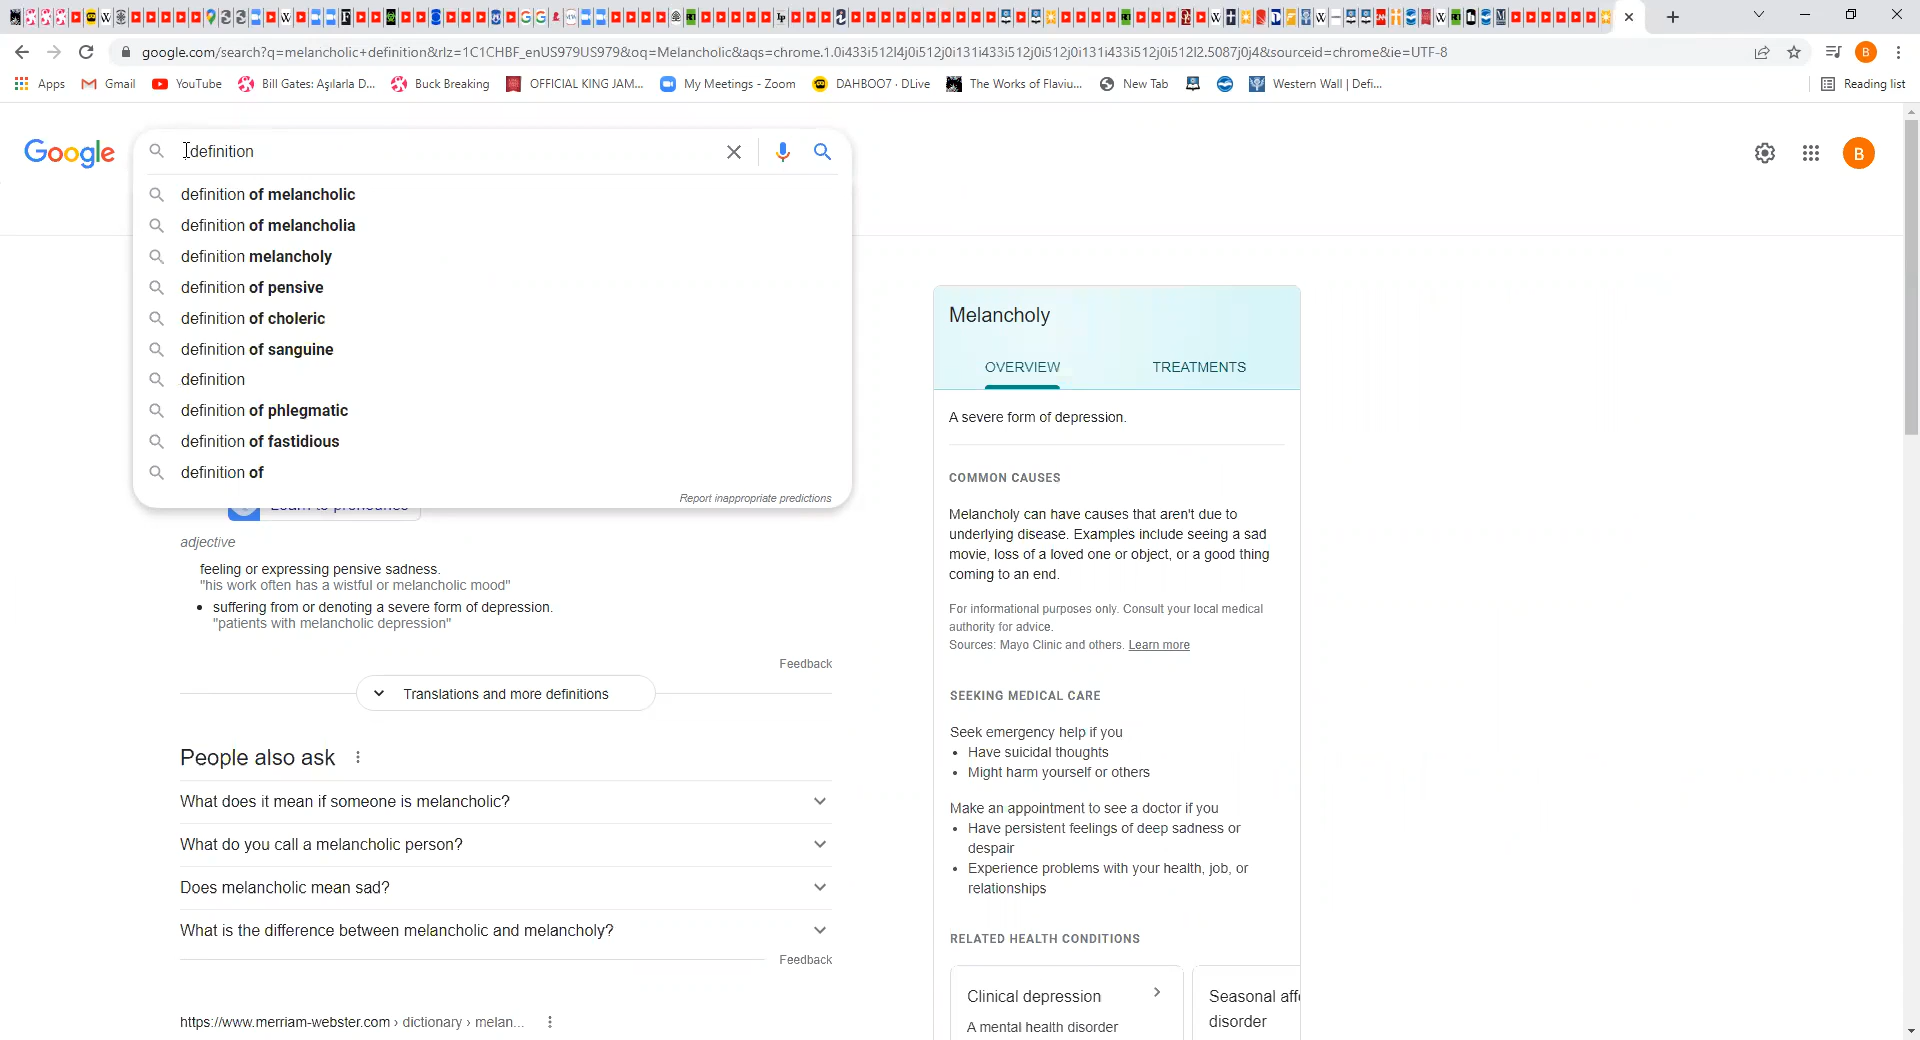 google.com/search?q=melancholic+definition&rlz=1C1CHBF_enUS979US979&oq=Melancholic&aqs=chrome.1.0i433i512l4j0i512j0i131i433i512j0i512j0i131i433i512j0i512l2.5087j0j4&sourceid=chrome&ie=UTF-8
B
Apps
Gmail
YouTube
Bill Gates: Aşılarla D...
Buck Breaking
OFFICIAL KING JAM...
My Meetings - Zoom
DAHBOO7 · DLive
The Works of Flaviu...
New Tab
Western Wall | Defi...
Reading list
Google
definition
B
definition of melancholic
definition of melancholia
definition melancholy
definition of pensive
definition of choleric
definition of sanguine
definition
definition of phlegmatic
definition of fastidious
definition of
Report inappropriate predictions
Learn to pronounce
adjective
feeling or expressing pensive sadness.
"his work often has a wistful or melancholic mood"
• suffering from or denoting a severe form of depression.
"patients with melancholic depression"
Feedback
Translations and more definitions
People also ask
What does it mean if someone is melancholic?
What do you call a melancholic person?
Does melancholic mean sad?
What is the difference between melancholic and melancholy?
Feedback
https://www.merriam-webster.com › dictionary › melan...
Melancholy
OVERVIEW
TREATMENTS
A severe form of depression.
COMMON CAUSES
Melancholy can have causes that aren't due to
underlying disease. Examples include seeing a sad
movie, loss of a loved one or object, or a good thing
coming to an end.
For informational purposes only. Consult your local medical
authority for advice.
Sources: Mayo Clinic and others. Learn more
SEEKING MEDICAL CARE
Seek emergency help if you
• Have suicidal thoughts
• Might harm yourself or others
Make an appointment to see a doctor if you
• Have persistent feelings of deep sadness or
despair
• Experience problems with your health, job, or
relationships
RELATED HEALTH CONDITIONS
Clinical depression
A mental health disorder
Seasonal aff
disorder